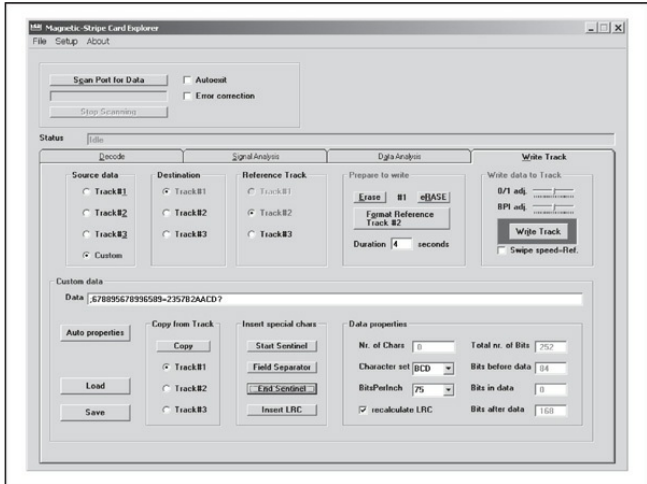 Magnetic-Stripe Card Explorer
File Setup About
Scan Port for Data
Autoexit
Error correction
Stop Scanning
Status Idle
Decode Signal Analysis Data Analysis Write Track
Source data Destination Reference Track Prepare to write Write data to Track
Track#1 Track#1 Track#1 Erase #1 eRASE 0/1 adj.
Track#2 Track#2 Track#2 Format Reference Track #2 BPI adj.
Track#3 Track#3 Track#3 Duration 4 seconds Write Track
Custom Swipe speed=Ref.
Custom data
Data ;678895678996589=2357B2AACD?
Auto properties Copy from Track Insert special chars Data properties
Copy Start Sentinel Nr. of Chars 0 Total nr. of Bits 252
Track#1 Field Separator Character set BCD Bits before data 84
Load Track#2 End Sentinel BitsPerInch 75 Bits in data 0
Save Track#3 Insert LRC recalculate LRC Bits after data 168